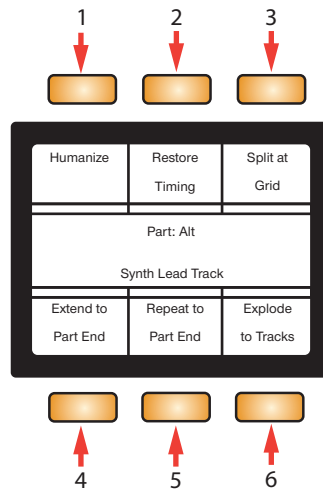 1 2 3
Humanize Restore Split at
Timing Grid
Part: Alt
Synth Lead Track
Extend to Repeat to Explode
Part End Part End to Tracks
4 5 6